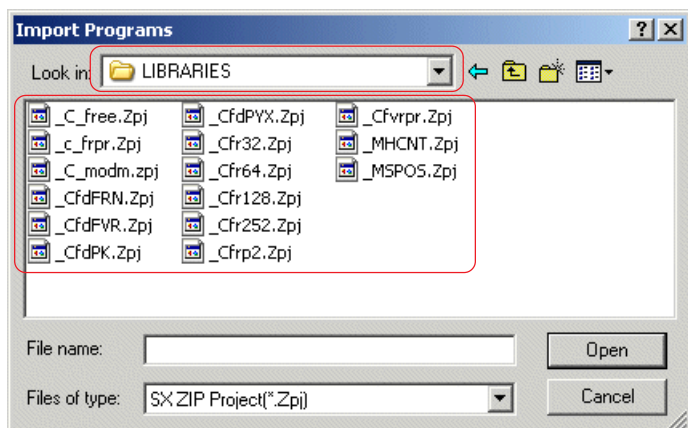 Import Programs
Look in: LIBRARIES
_C_free.Zpj
_c_frpr.Zpj
_C_modm.zpj
_CfdFRN.Zpj
_CfdFVR.Zpj
_CfdPK.Zpj
_CfdPYX.Zpj
_Cfr32.Zpj
_Cfr64.Zpj
_Cfr128.Zpj
_Cfr252.Zpj
_Cfrp2.Zpj
_Cfvrpr.Zpj
_MHCNT.Zpj
_MSPOS.Zpj
File name:
Open
Files of type: SX ZIP Project(*.Zpj)
Cancel